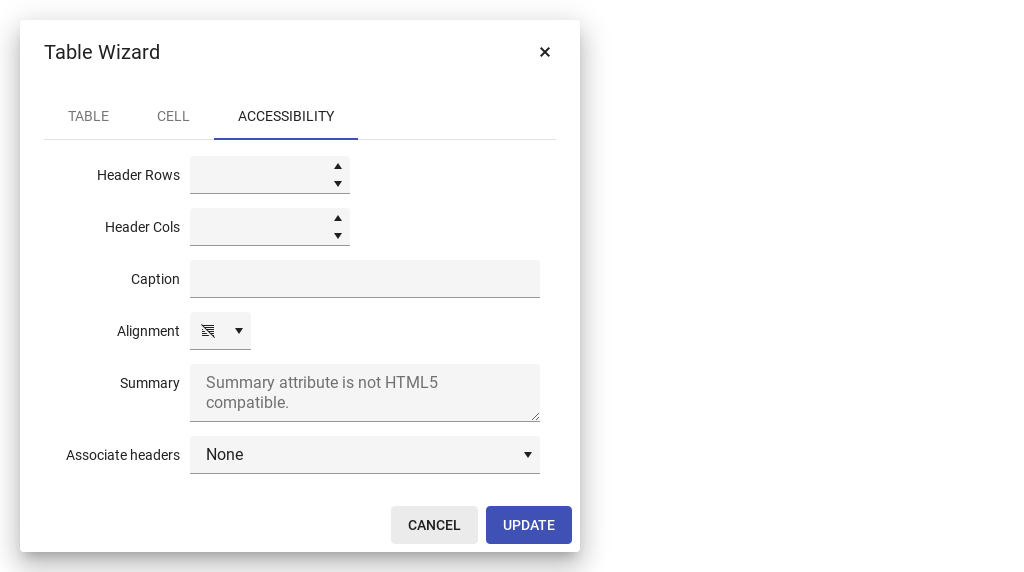 Table Wizard
TABLE CELL ACCESSIBILITY
Header Rows
Header Cols
Caption
Alignment
Summary
Summary attribute is not HTML5
compatible.
Associate headers None
CANCEL UPDATE